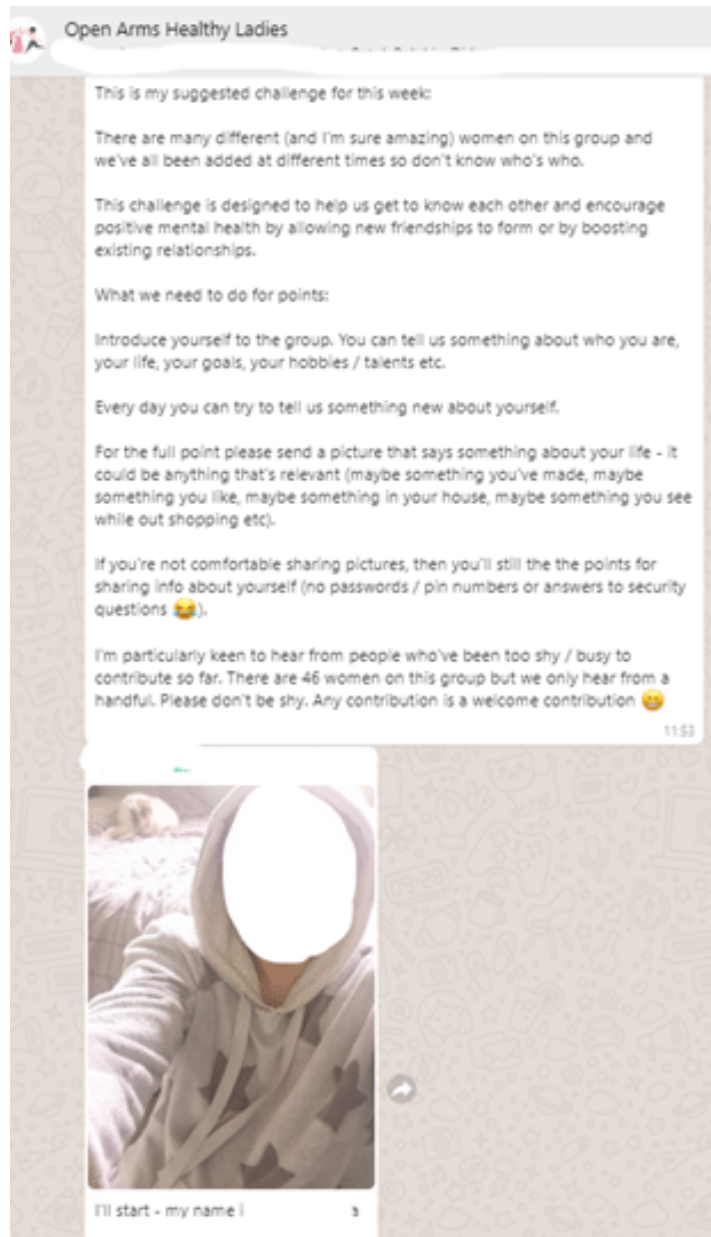 Open Arms Healthy Ladies
This is my suggested challenge for this week:
There are many different (and I'm sure amazing) women on this group and
we've all been added at different times so don't know who's who.
This challenge is designed to help us get to know each other and encourage
positive mental health by allowing new friendships to form or by boosting
existing relationships.
What we need to do for points:
Introduce yourself to the group. You can tell us something about who you are,
your life, your goals, your hobbies / talents etc.
Every day you can try to tell us something new about yourself.
For the full point please send a picture that says something about your life - it
could be anything that's relevant (maybe something you've made, maybe
something you like, maybe something in your house, maybe something you see
while out shopping etc).
If you're not comfortable sharing pictures, then you'll still the the points for
sharing info about yourself (no passwords / pin numbers or answers to security
questions 😂).
I'm particularly keen to hear from people who've been too shy / busy to
contribute so far. There are 46 women on this group but we only hear from a
handful. Please don't be shy. Any contribution is a welcome contribution 😁
11:53
I'll start - my name i